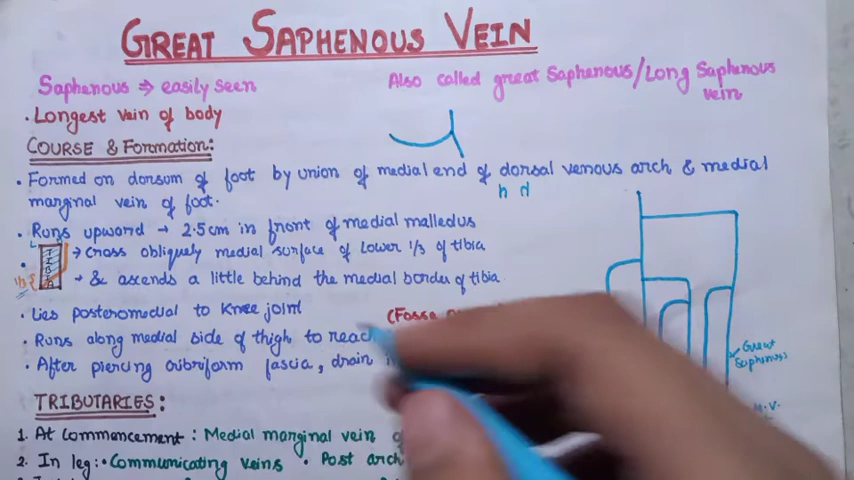 GREAT SAPHENOUS VEIN
Saphenous ⇒ easily seen
Also called great Saphenous/Long Saphenous
vein
• Longest vein of body
COURSE & Formation:
• Formed on dorsum of foot by union of medial end of dorsal venous arch & medial
marginal vein of foot.
h d
• Runs upward → 2.5cm in front of medial malleolus
• → Cross obliquely medial surface of lower 1/3 of tibia
TIBIA
1/3
→ & ascends a little behind the medial border of tibia
• Lies posteromedial to Knee joint
(Fossa
• Runs along medial side of thigh to reach
• After piercing cribriform fascia, drain
Great
Saphenous
TRIBUTARIES:
M.V.
1. At commencement : Medial marginal vein
2. In leg: • Communicating veins • Post arch